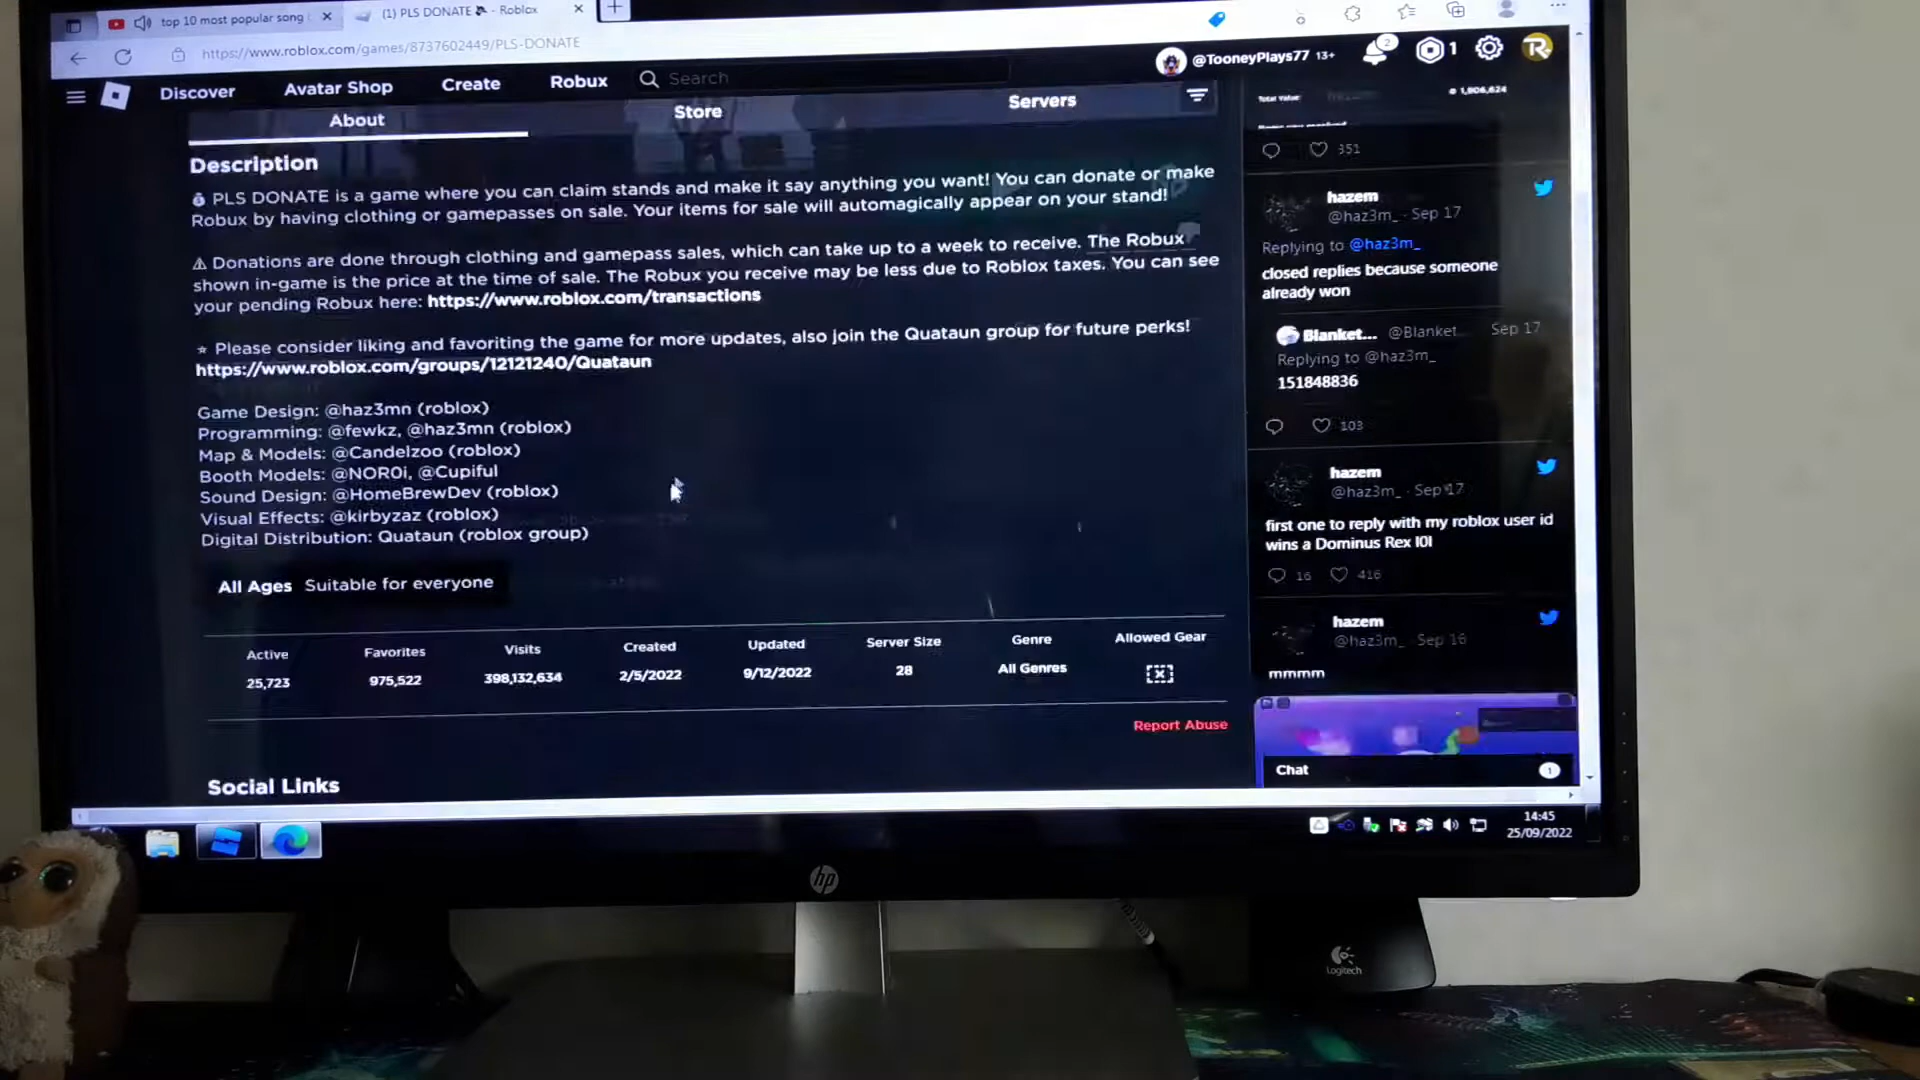 top 10 most popular song
(1) PLS DONATE - Roblox
https://www.roblox.com/games/8737602449/PLS-DONATE
Discover
Avatar Shop
Create
Robux
Search
@TooneyPlays77 13+
2
1
About
Store
Servers
Description
PLS DONATE is a game where you can claim stands and make it say anything you want! You can donate or make
Robux by having clothing or gamepasses on sale. Your items for sale will automagically appear on your stand!
⚠ Donations are done through clothing and gamepass sales, which can take up to a week to receive. The Robux
shown in-game is the price at the time of sale. The Robux you receive may be less due to Roblox taxes. You can see
your pending Robux here: https://www.roblox.com/transactions
⭐ Please consider liking and favoriting the game for more updates, also join the Quataun group for future perks!
https://www.roblox.com/groups/12121240/Quataun
Game Design: @haz3mn (roblox)
Programming: @fewkz, @haz3mn (roblox)
Map & Models: @Candelzoo (roblox)
Booth Models: @NOR0i, @Cupiful
Sound Design: @HomeBrewDev (roblox)
Visual Effects: @kirbyzaz (roblox)
Digital Distribution: Quataun (roblox group)
All Ages Suitable for everyone
Active
25,723
Favorites
975,522
Visits
398,132,634
Created
2/5/2022
Updated
9/12/2022
Server Size
28
Genre
All Genres
Allowed Gear
Report Abuse
Social Links
Total Value:
1,806,624
351
hazem
@haz3m_ · Sep 17
Replying to @haz3m_
closed replies because someone
already won
Blanket... @Blanket Sep 17
Replying to @haz3m_
151848836
103
hazem
@haz3m_ · Sep 17
first one to reply with my roblox user id
wins a Dominus Rex lOl
16 416
hazem
@haz3m_ Sep 16
mmmm
Chat
1
14:45
25/09/2022
hp
Logitech